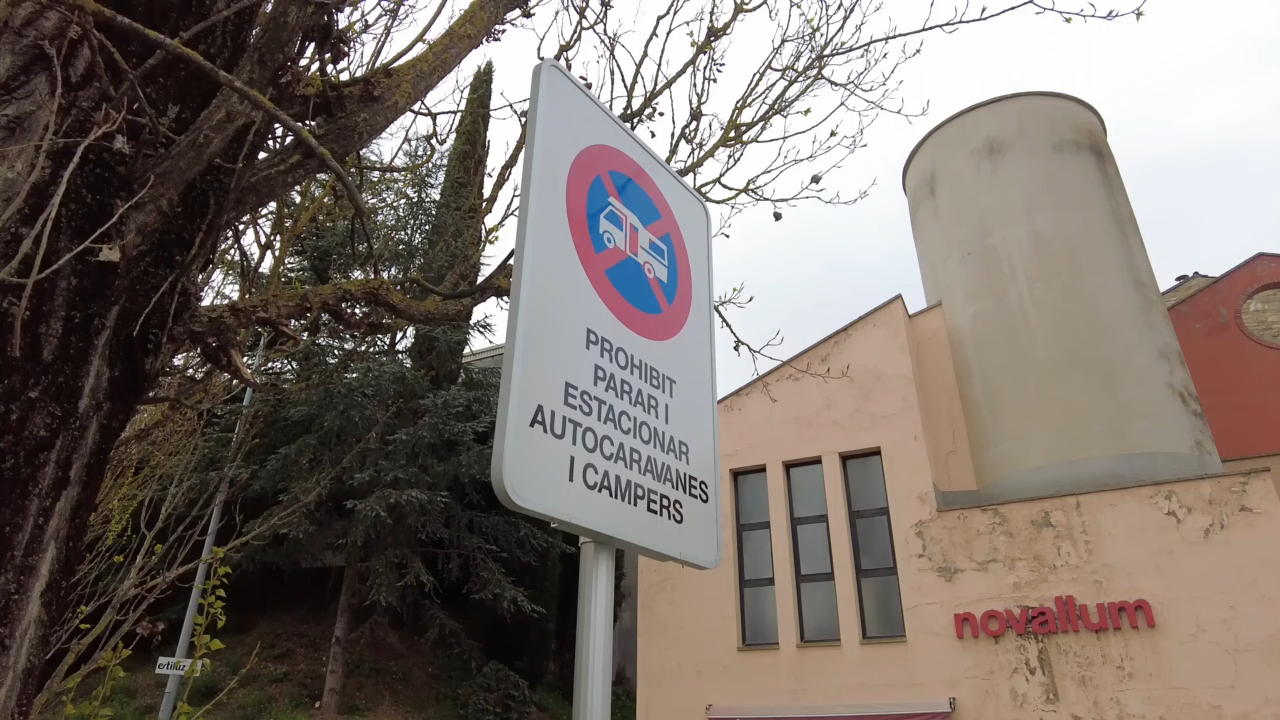 PROHIBIT
PARAR I
ESTACIONAR
AUTOCARAVANES
I CAMPERS
novallum
estiluz